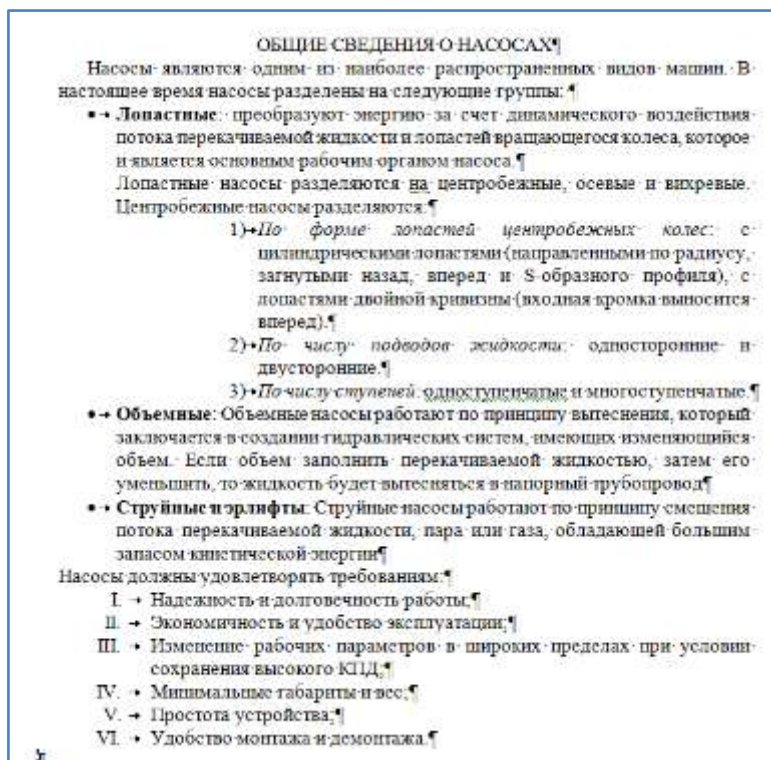 ОБЩИЕ СВЕДЕНИЯ О НАСОСАХ¶
Насосы являются одним из наиболее распространенных видов машин. В
настоящее время насосы разделены на следующие группы: ¶
• → Лопастные: преобразуют энергию за счет динамического воздействия
потока перекачиваемой жидкости и лопастей вращающегося колеса, которое
и является основным рабочим органом насоса.¶
Лопастные насосы разделяются на центробежные, осевые и вихревые.
Центробежные насосы разделяются:¶
1)→По форме лопастей центробежных колес: с
цилиндрическими лопастями (направленными по радиусу,
загнутыми назад, вперед и S-образного профиля), с
лопастями двойной кривизны (входная кромка выносится
вперед).¶
2)→По числу подводов жидкости: односторонние и
двусторонние.¶
3)→По числу ступеней: одноступенчатые и многоступенчатые.¶
• → Объемные: Объемные насосы работают по принципу вытеснения, который
заключается в создании гидравлических систем, имеющих изменяющийся
объем. Если объем заполнить перекачиваемой жидкостью, затем его
уменьшить, то жидкость будет вытесняться в напорный трубопровод¶
• → Струйные и эрлифты: Струйные насосы работают по принципу смешения
потока перекачиваемой жидкости, пара или газа, обладающей большим
запасом кинетической энергии¶
Насосы должны удовлетворять требованиям:¶
I. → Надежность и долговечность работы;¶
II. → Экономичность и удобство эксплуатации;¶
III. → Изменение рабочих параметров в широких пределах при условии
сохранения высокого КПД;¶
IV. → Минимальные габариты и вес;¶
V. → Простота устройства;¶
VI. → Удобство монтажа и демонтажа.¶